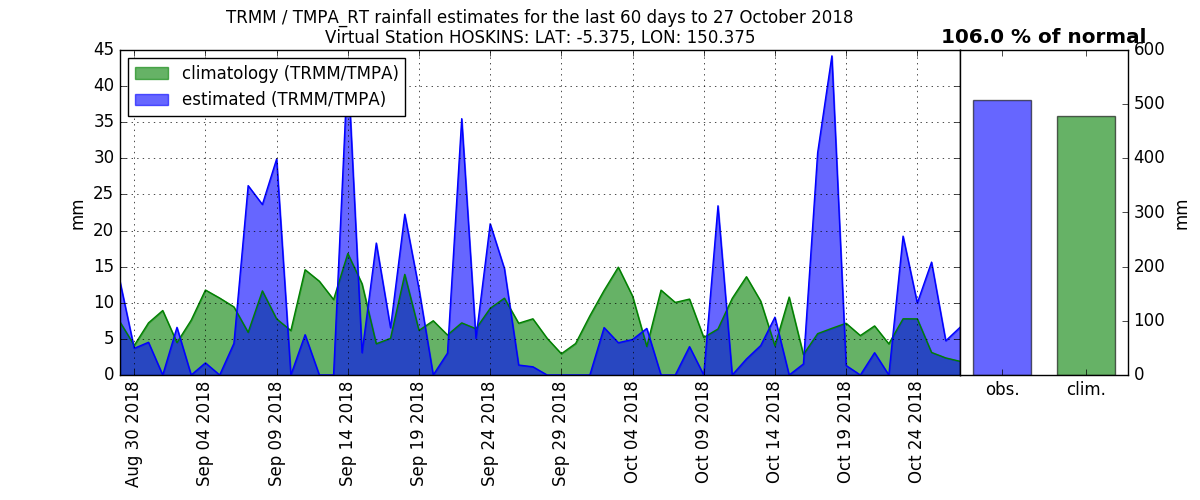 TRMM / TMPA_RT rainfall estimates for the last 60 days to 27 October 2018
Virtual Station HOSKINS: LAT: -5.375, LON: 150.375
106.0 % of normal
climatology (TRMM/TMPA)
estimated (TRMM/TMPA)
45
40
35
30
25
20
15
10
5
0
mm
Aug 30 2018
Sep 04 2018
Sep 09 2018
Sep 14 2018
Sep 19 2018
Sep 24 2018
Sep 29 2018
Oct 04 2018
Oct 09 2018
Oct 14 2018
Oct 19 2018
Oct 24 2018
600
500
400
300
200
100
0
mm
obs.
clim.